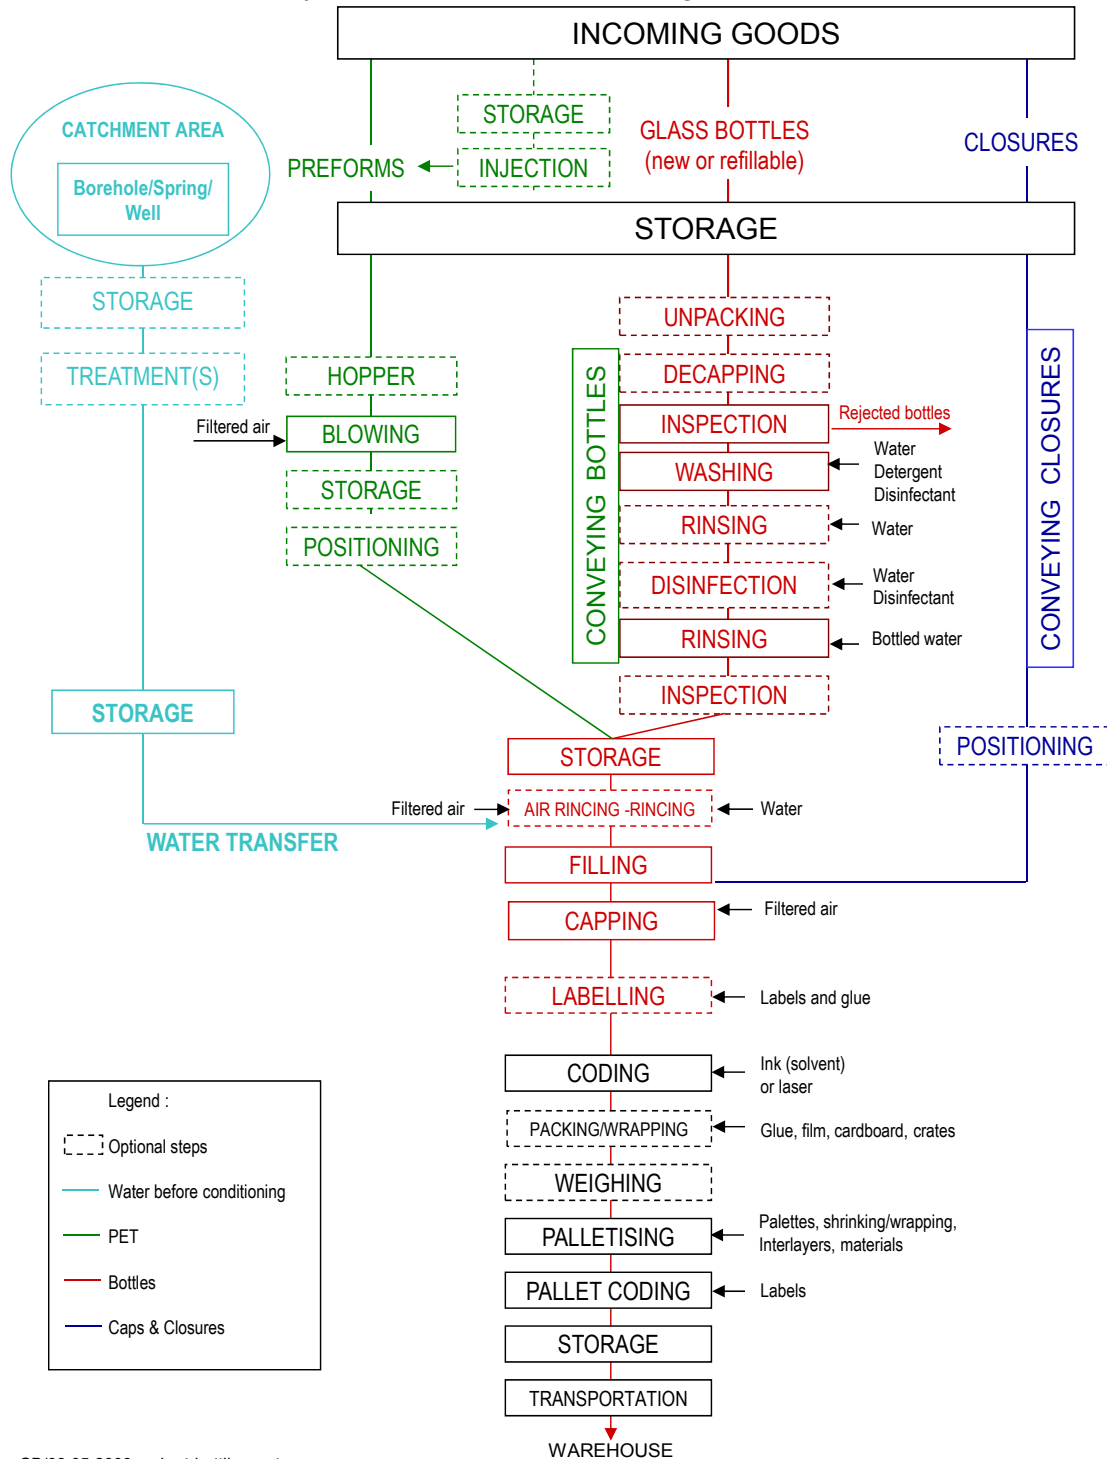 INCOMING GOODS
CATCHMENT AREA
Borehole/Spring/
Well
STORAGE
INJECTION
PREFORMS
GLASS BOTTLES
(new or refillable)
CLOSURES
STORAGE
STORAGE
TREATMENT(S)
HOPPER
Filtered air
BLOWING
STORAGE
POSITIONING
CONVEYING BOTTLES
UNPACKING
DECAPPING
INSPECTION
Rejected bottles
WASHING
Water
Detergent
Disinfectant
RINSING
Water
DISINFECTION
Water
Disinfectant
RINSING
Bottled water
INSPECTION
CONVEYING CLOSURES
STORAGE
POSITIONING
STORAGE
Filtered air
AIR RINCING -RINCING
Water
WATER TRANSFER
FILLING
CAPPING
Filtered air
LABELLING
Labels and glue
CODING
Ink (solvent)
or laser
PACKING/WRAPPING
Glue, film, cardboard, crates
WEIGHING
PALLETISING
Palettes, shrinking/wrapping,
Interlayers, materials
PALLET CODING
Labels
STORAGE
TRANSPORTATION
WAREHOUSE
Legend :
Optional steps
Water before conditioning
PET
Bottles
Caps & Closures